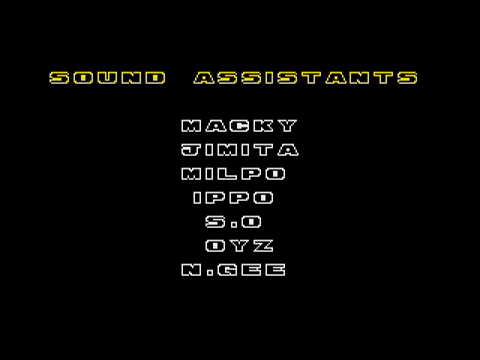 SOUND ASSISTANTS
MACKY
JIMITA
MILPO
IPPO
S.O
OYZ
N.GEE